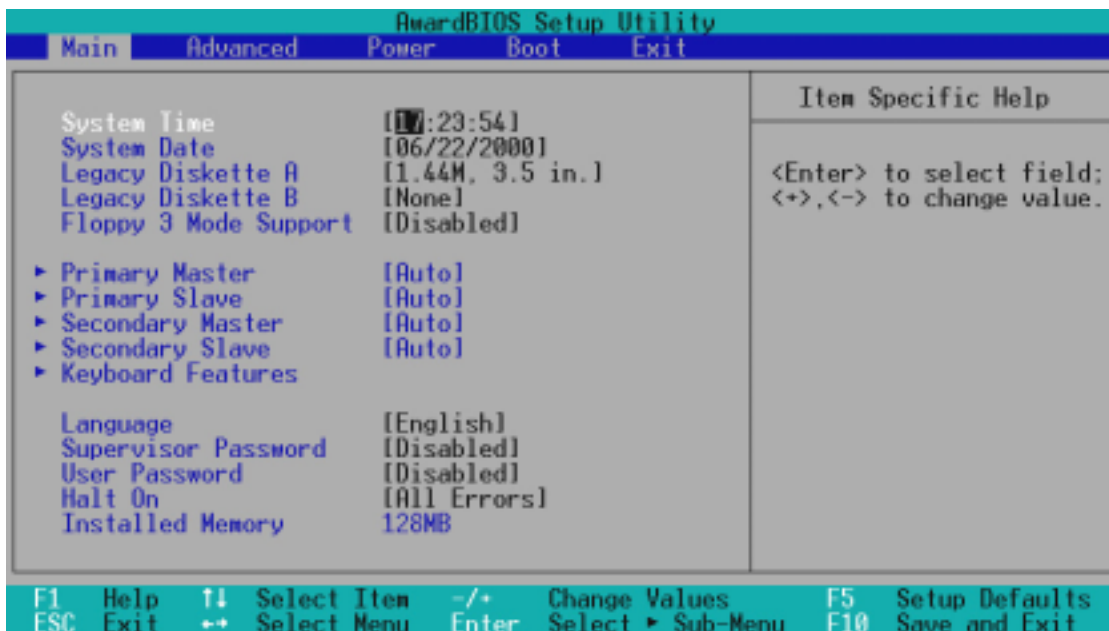 AwardBIOS Setup Utility
Main Advanced Power Boot Exit
System Time [17:23:54]
System Date [06/22/2000]
Legacy Diskette A [1.44M, 3.5 in.]
Legacy Diskette B [None]
Floppy 3 Mode Support [Disabled]
▶ Primary Master [Auto]
▶ Primary Slave [Auto]
▶ Secondary Master [Auto]
▶ Secondary Slave [Auto]
▶ Keyboard Features
Language [English]
Supervisor Password [Disabled]
User Password [Disabled]
Halt On [All Errors]
Installed Memory 128MB
Item Specific Help
<Enter> to select field;
<+>,<-> to change value.
F1 Help ↑↓ Select Item -/+ Change Values F5 Setup Defaults
ESC Exit ←→ Select Menu Enter Select ▶ Sub-Menu F10 Save and Exit